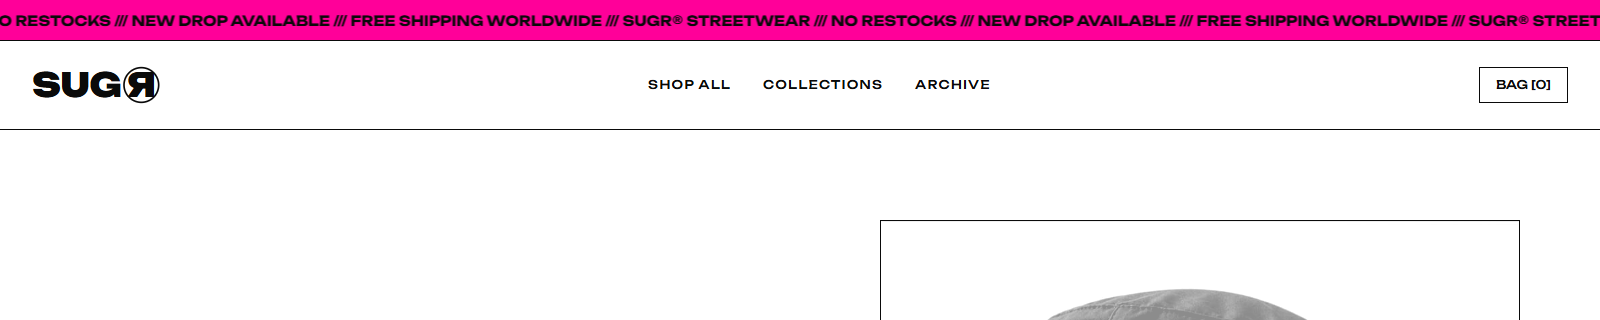 O RESTOCKS /// NEW DROP AVAILABLE /// FREE SHIPPING WORLDWIDE /// SUGR® STREETWEAR /// NO RESTOCKS /// NEW DROP AVAILABLE /// FREE SHIPPING WORLDWIDE /// SUGR® STREET
SUGR
SHOP ALL COLLECTIONS ARCHIVE
BAG [0]